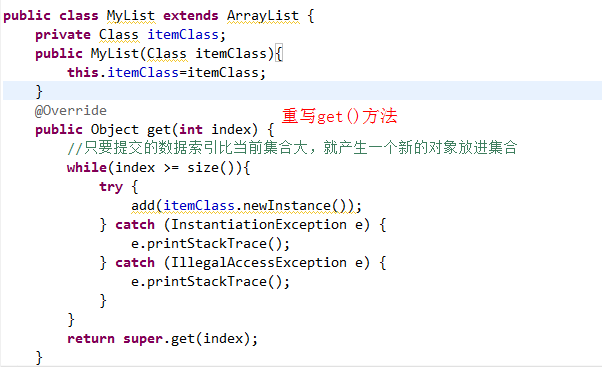 public class MyList extends ArrayList {
    private Class itemClass;
    public MyList(Class itemClass){
        this.itemClass=itemClass;
    }
    @Override
    public Object get(int index) { 重写get()方法
        //只要提交的数据索引比当前集合大，就产生一个新的对象放进集合
        while(index >= size()){
            try {
                add(itemClass.newInstance());
            } catch (InstantiationException e) {
                e.printStackTrace();
            } catch (IllegalAccessException e) {
                e.printStackTrace();
            }
        }
        return super.get(index);
    }